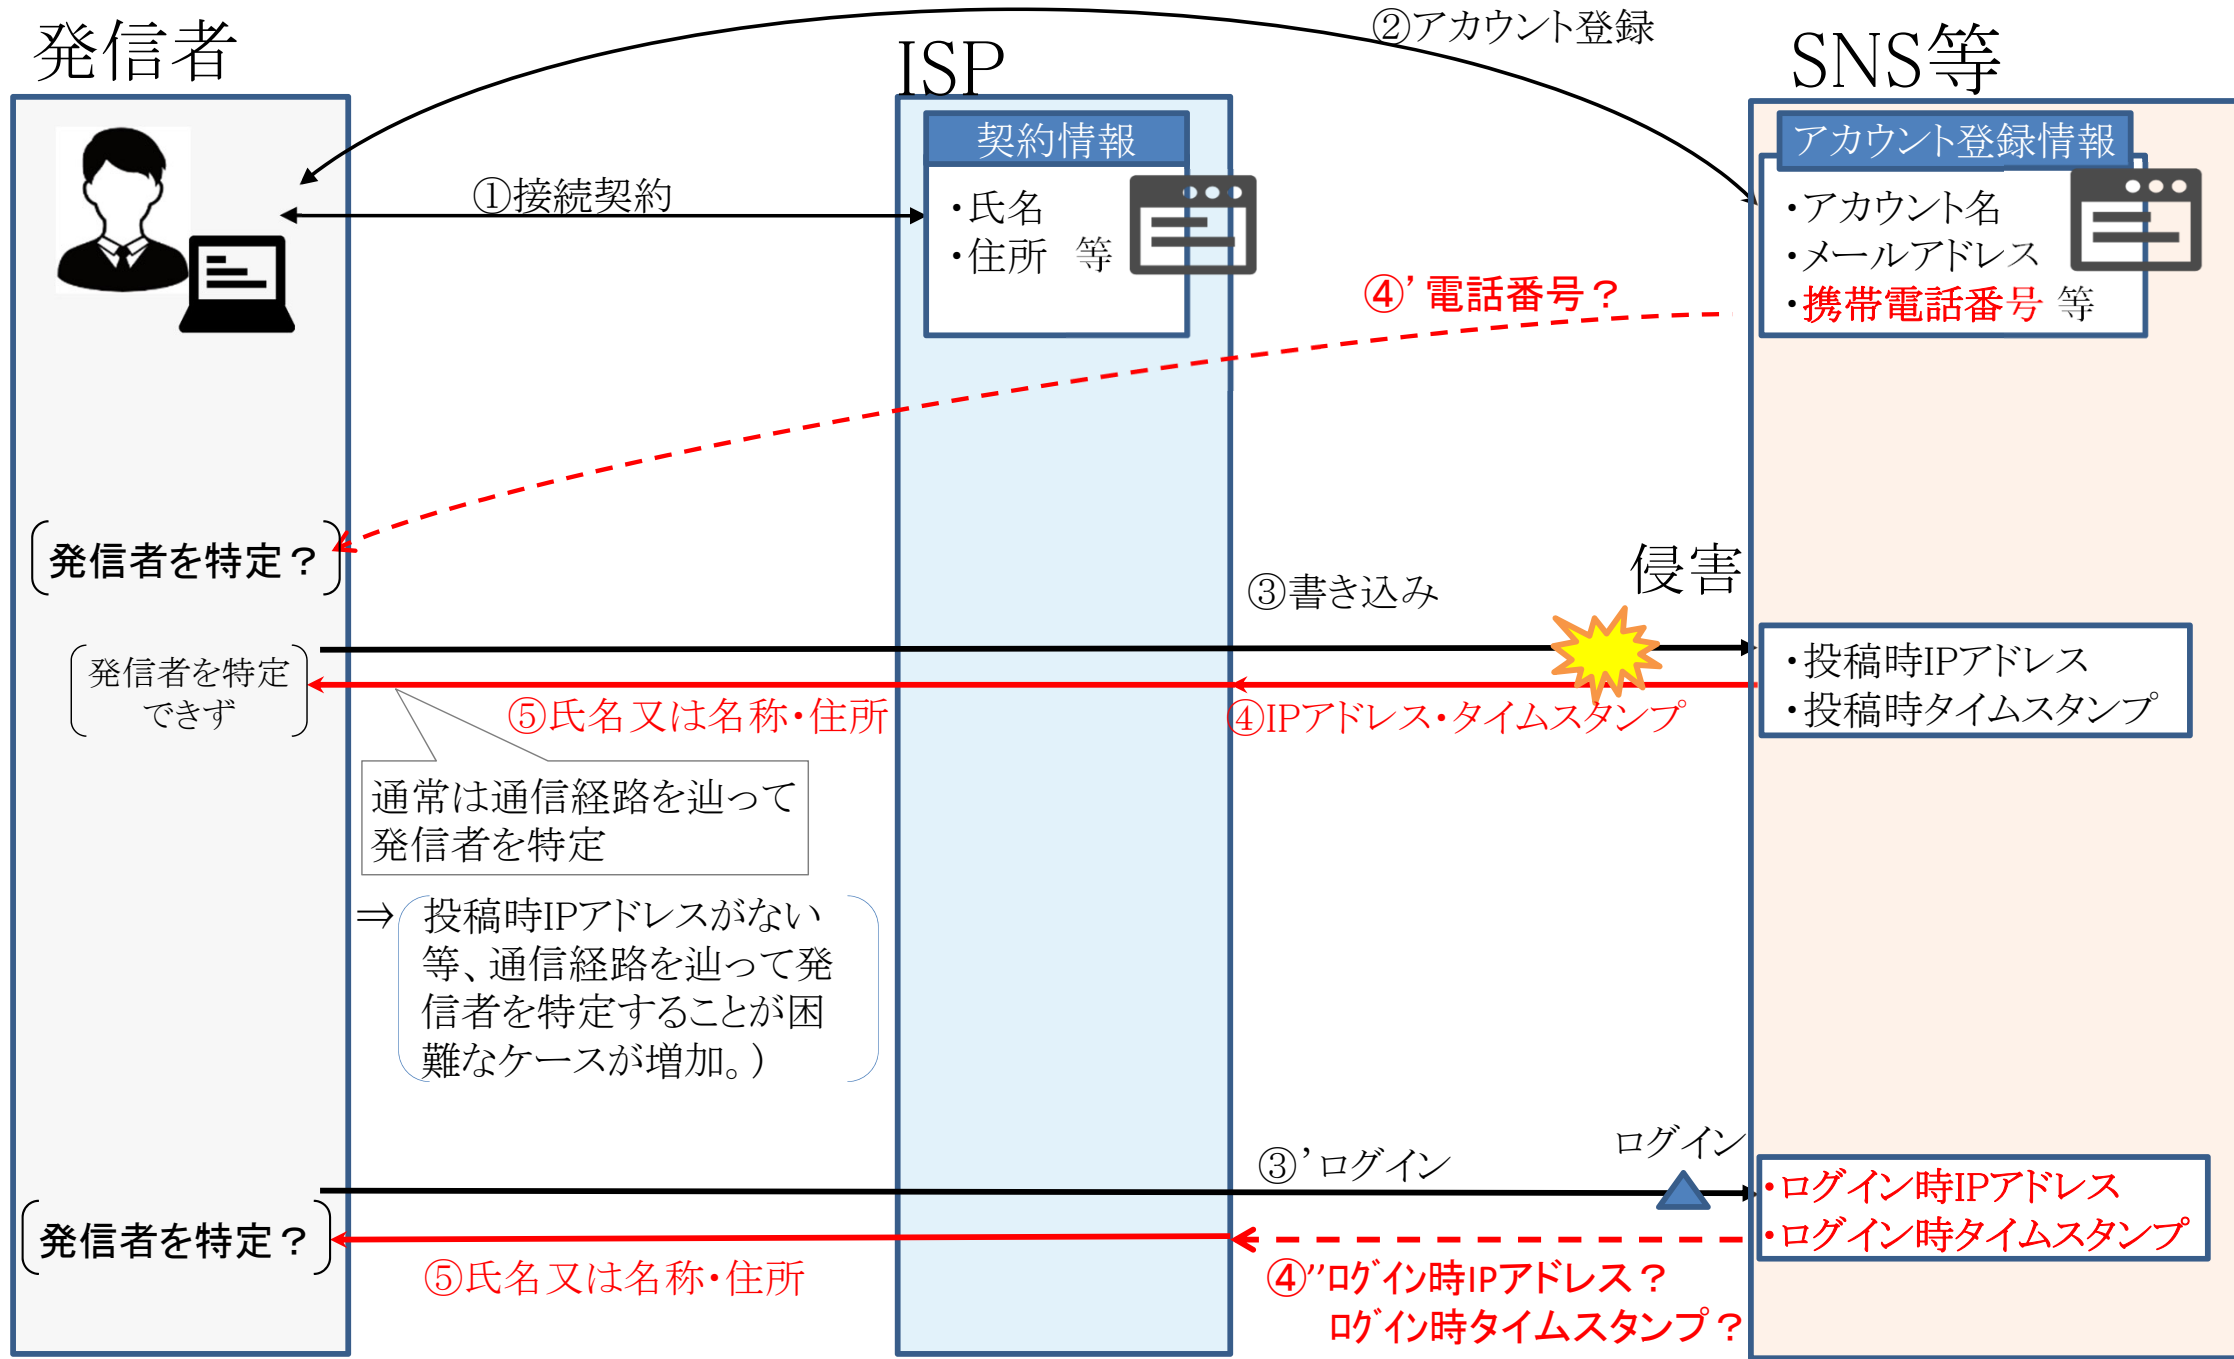 発信者
ISP
SNS等
②アカウント登録
①接続契約
契約情報
・氏名
・住所　等
アカウント登録情報
・アカウント名
・メールアドレス
・携帯電話番号 等
④’電話番号？
発信者を特定？
③書き込み
侵害
発信者を特定
できず
⑤氏名又は名称・住所
④IPアドレス・タイムスタンプ
・投稿時IPアドレス
・投稿時タイムスタンプ
通常は通信経路を辿って
発信者を特定
⇒ 投稿時IPアドレスがない
等、通信経路を辿って発
信者を特定することが困
難なケースが増加。）
③’ログイン
ログイン
・ログイン時IPアドレス
・ログイン時タイムスタンプ
発信者を特定？
⑤氏名又は名称・住所
④’’ログイン時IPアドレス？
ログイン時タイムスタンプ？